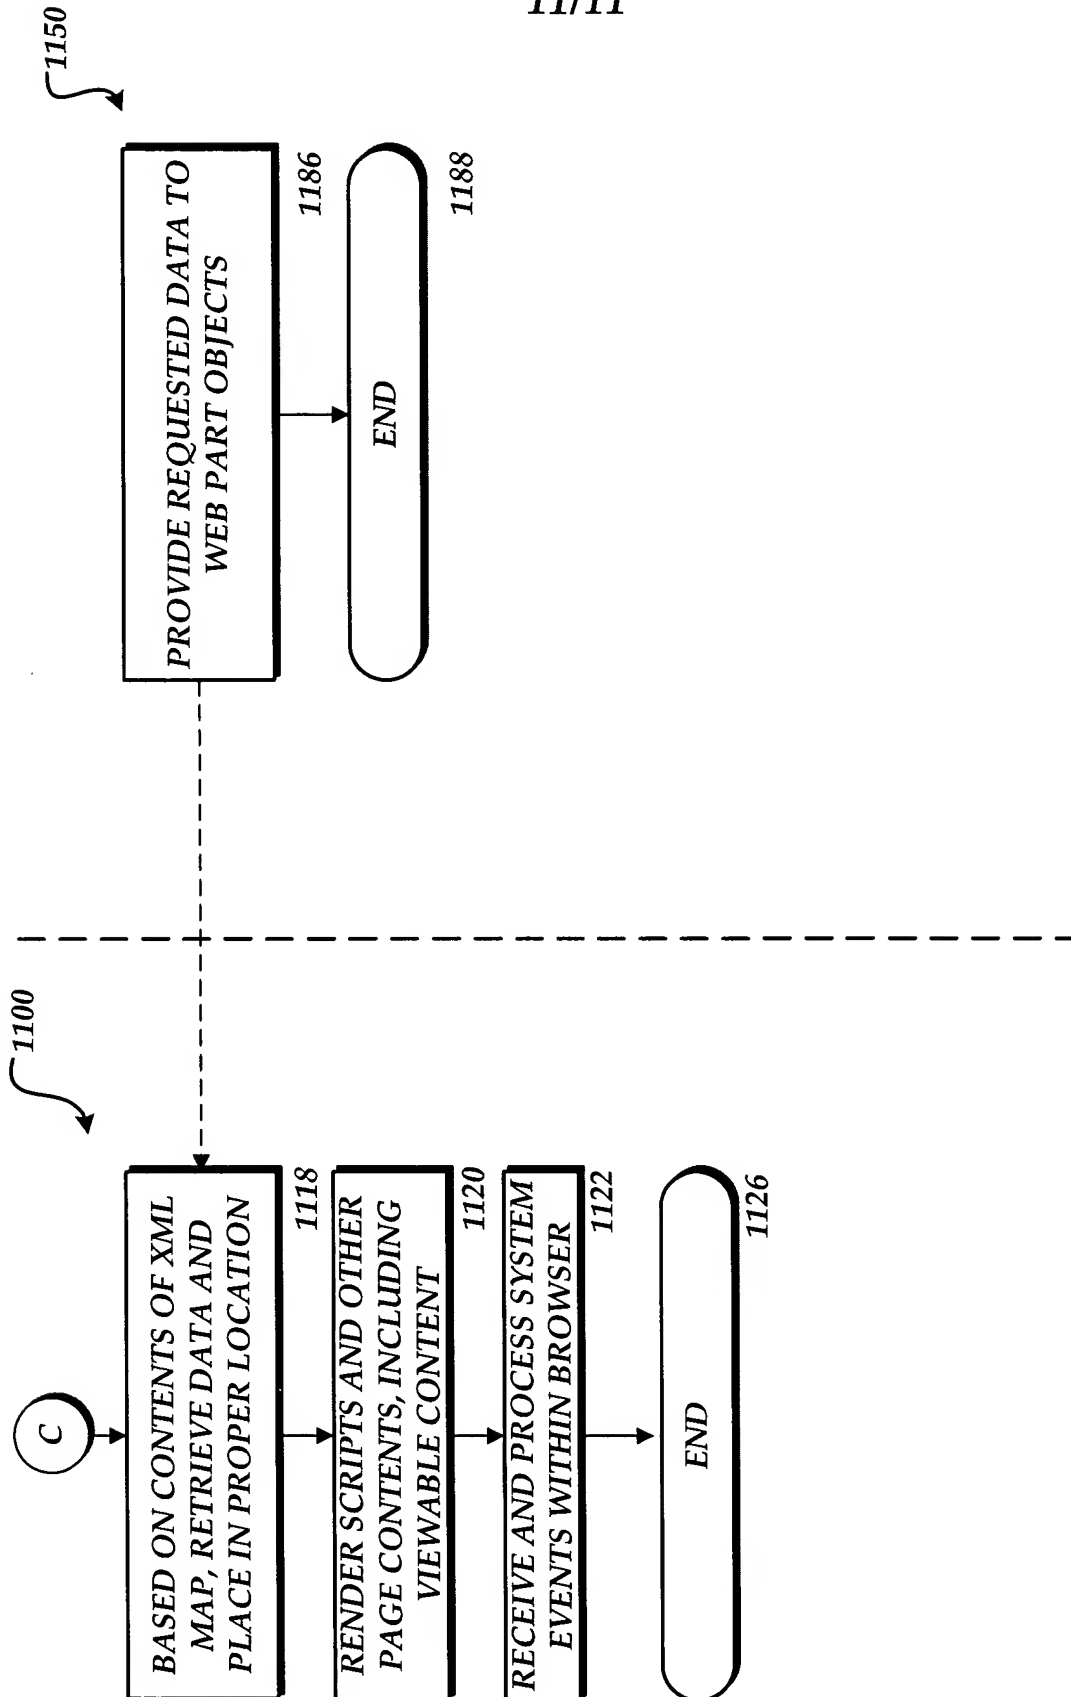 11/11
1100
C
BASED ON CONTENTS OF XML
MAP, RETRIEVE DATA AND
PLACE IN PROPER LOCATION
1118
RENDER SCRIPTS AND OTHER
PAGE CONTENTS, INCLUDING
VIEWABLE CONTENT
1120
RECEIVE AND PROCESS SYSTEM
EVENTS WITHIN BROWSER
1122
END
1126
1150
PROVIDE REQUESTED DATA TO
WEB PART OBJECTS
1186
END
1188